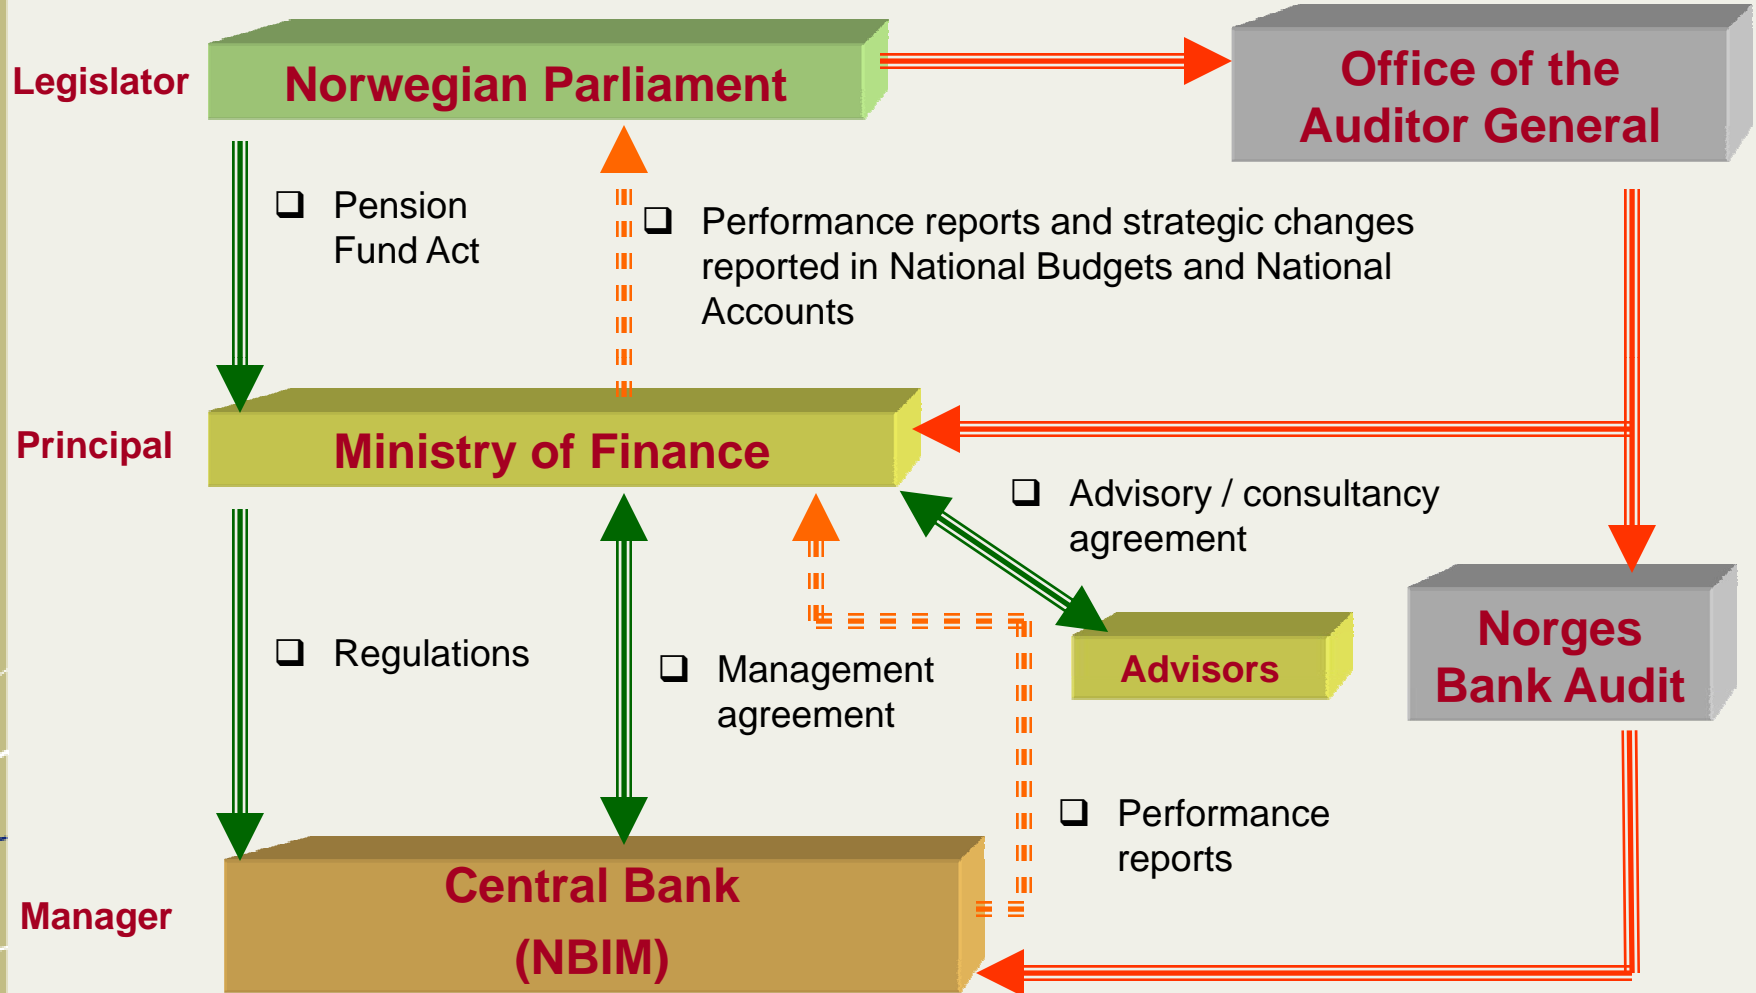 Legislator
Norwegian Parliament
Office of the
Auditor General
Pension
Fund Act
Performance reports and strategic changes
reported in National Budgets and National
Accounts
Principal
Ministry of Finance
Advisory / consultancy
agreement
Regulations
Management
agreement
Advisors
Norges
Bank Audit
Performance
reports
Manager
Central Bank
(NBIM)